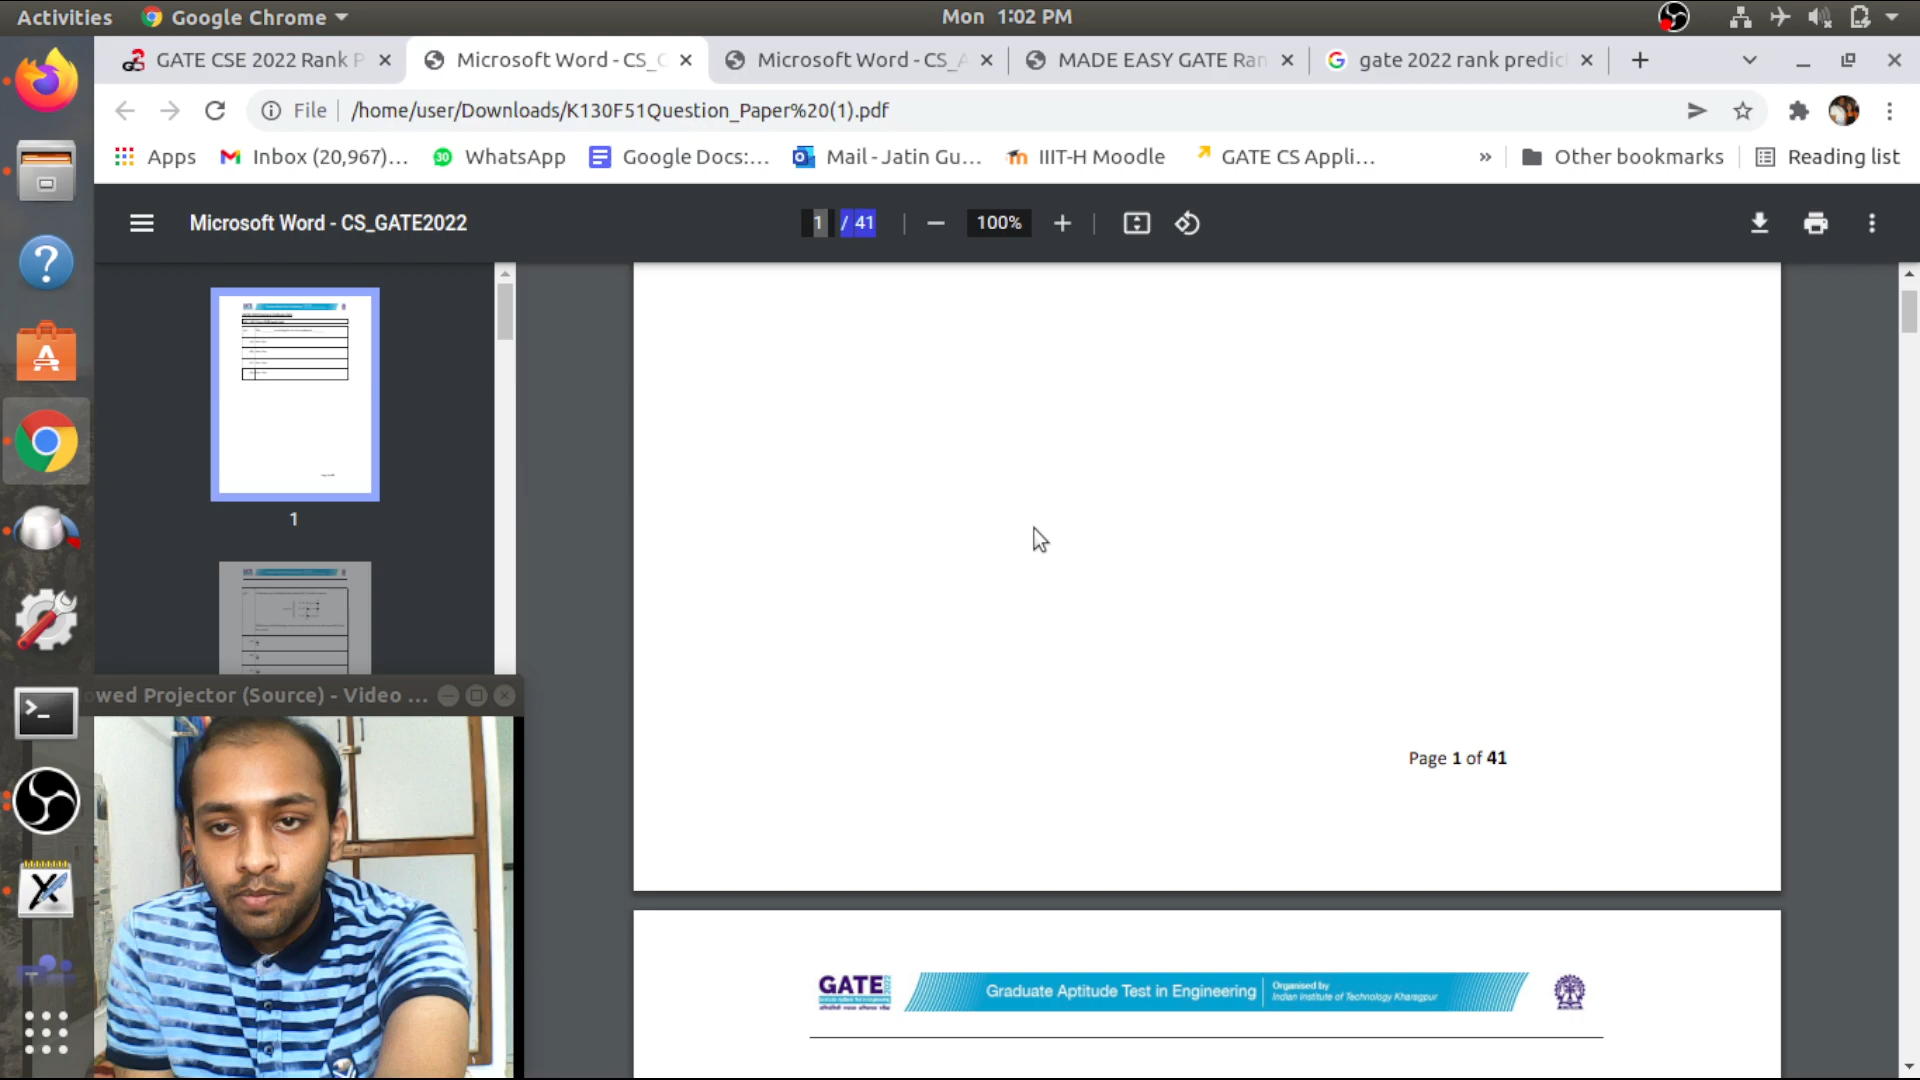 Activities Google Chrome Mon 1:02 PM
GATE CSE 2022 Rank P Microsoft Word - CS_G Microsoft Word - CS_A MADE EASY GATE Ran gate 2022 rank predic
File /home/user/Downloads/K130F51Question_Paper%20(1).pdf
Apps Inbox (20,967)... 30 WhatsApp Google Docs:... Mail - Jatin Gu... IIIT-H Moodle GATE CS Appli... » Other bookmarks Reading list
Microsoft Word - CS_GATE2022 1 / 41 100%
1
owed Projector (Source) - Video ...
Page 1 of 41
GATE 2022 Graduate Aptitude Test in Engineering Organised by
Indian Institute of Technology Kharagpur